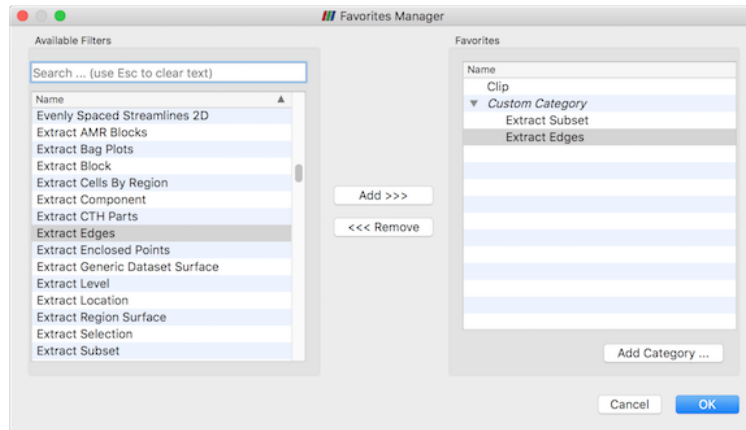 Favorites Manager
Available Filters
Search ... (use Esc to clear text)
Name
Evenly Spaced Streamlines 2D
Extract AMR Blocks
Extract Bag Plots
Extract Block
Extract Cells By Region
Extract Component
Extract CTH Parts
Extract Edges
Extract Enclosed Points
Extract Generic Dataset Surface
Extract Level
Extract Location
Extract Region Surface
Extract Selection
Extract Subset
Add >>>
<<< Remove
Favorites
Name
Clip
Custom Category
Extract Subset
Extract Edges
Add Category ...
Cancel
OK